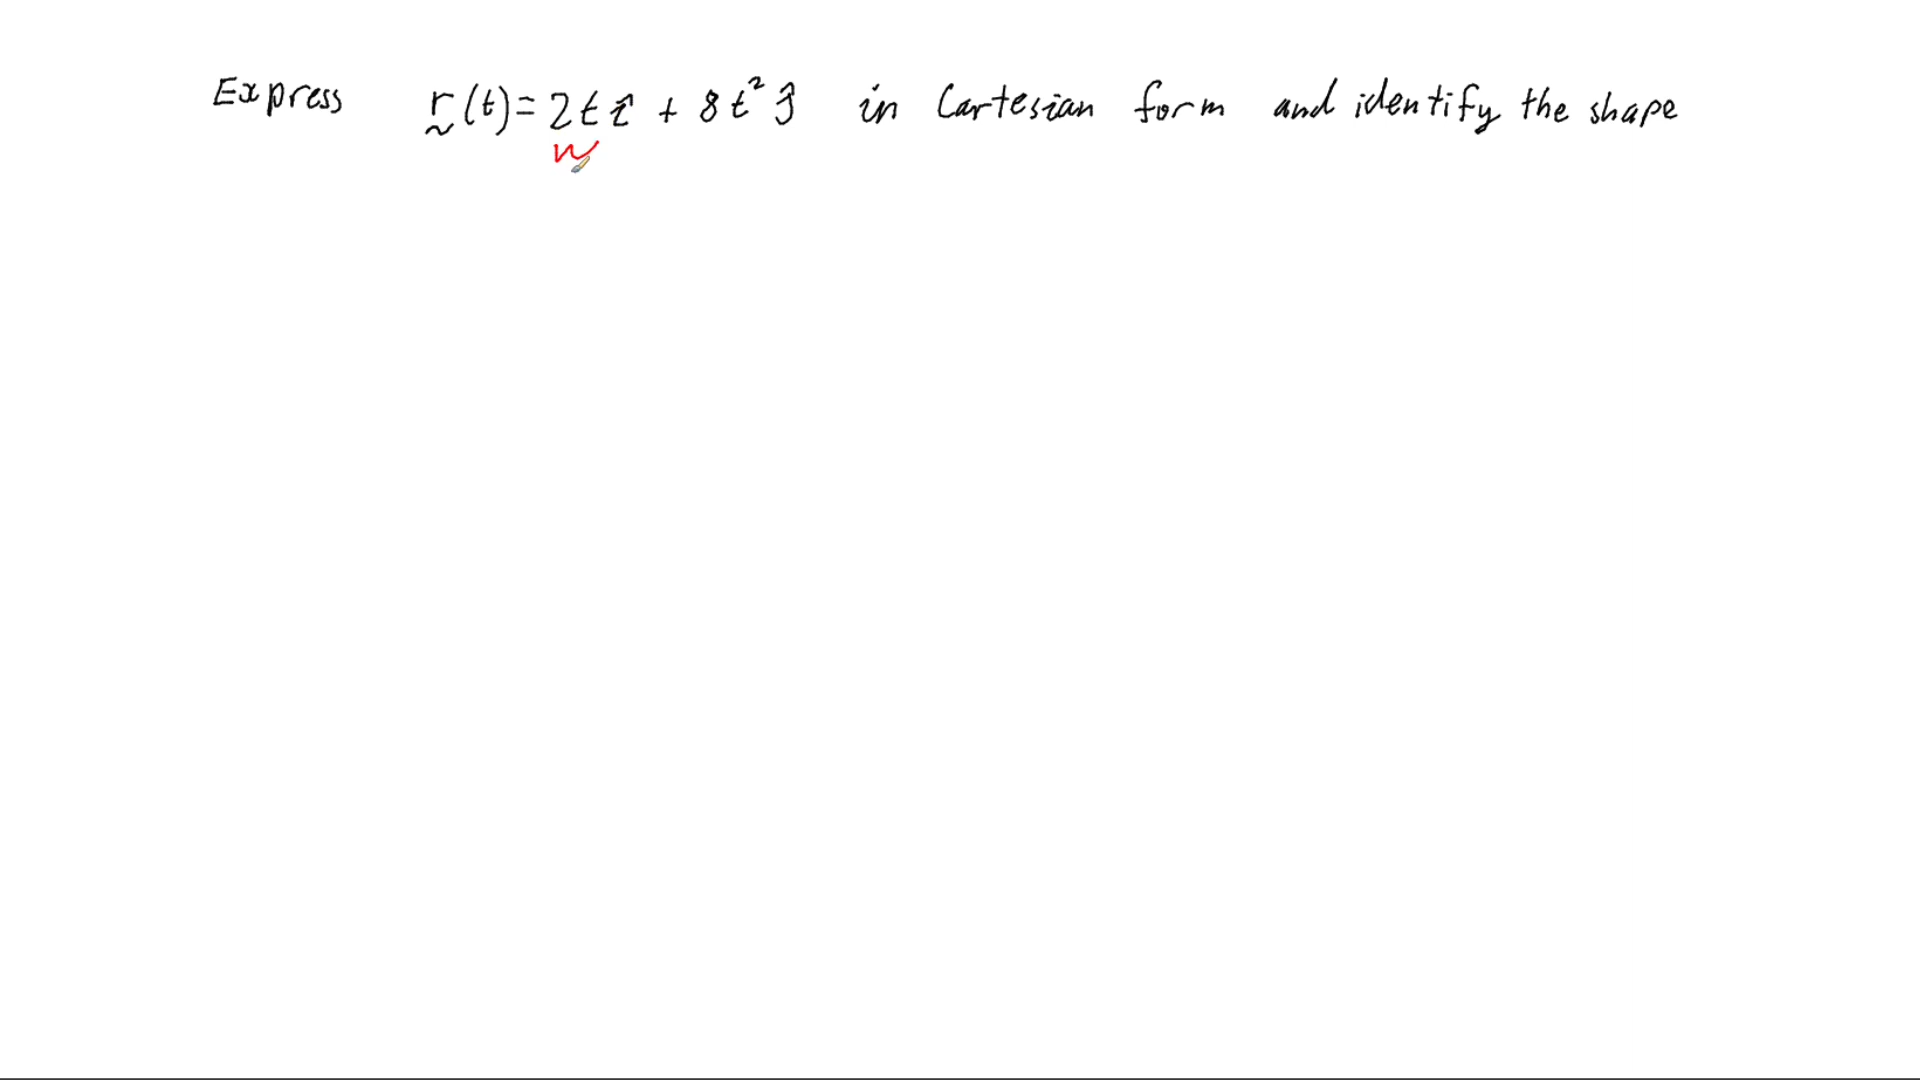 Express r(t) = 2t î + 8t² ĵ in Cartesian form and identify the shape